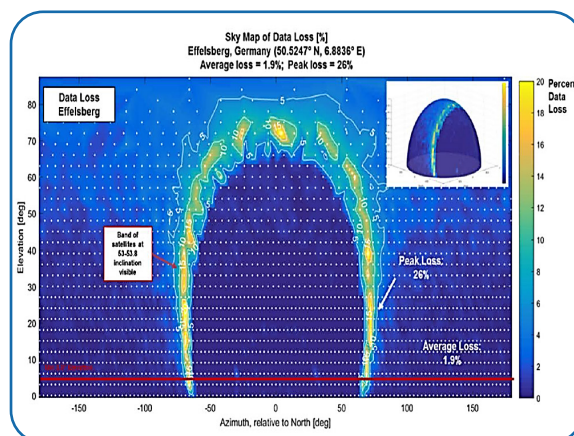 Sky Map of Data Loss [%]
Effelsberg, Germany (50.5247° N, 6.8836° E)
Average loss = 1.9%; Peak loss = 26%
Data Loss
Effelsberg
Band of
satellites at
53-53.8
inclination
visible
Peak Loss:
26%
Average Loss:
1.9%
Percent
Data
Loss
20
18
16
14
12
10
8
6
4
2
0
Elevation [deg]
80
70
60
50
40
30
20
10
0
-150
-100
-50
0
50
100
150
Azimuth, relative to North [deg]